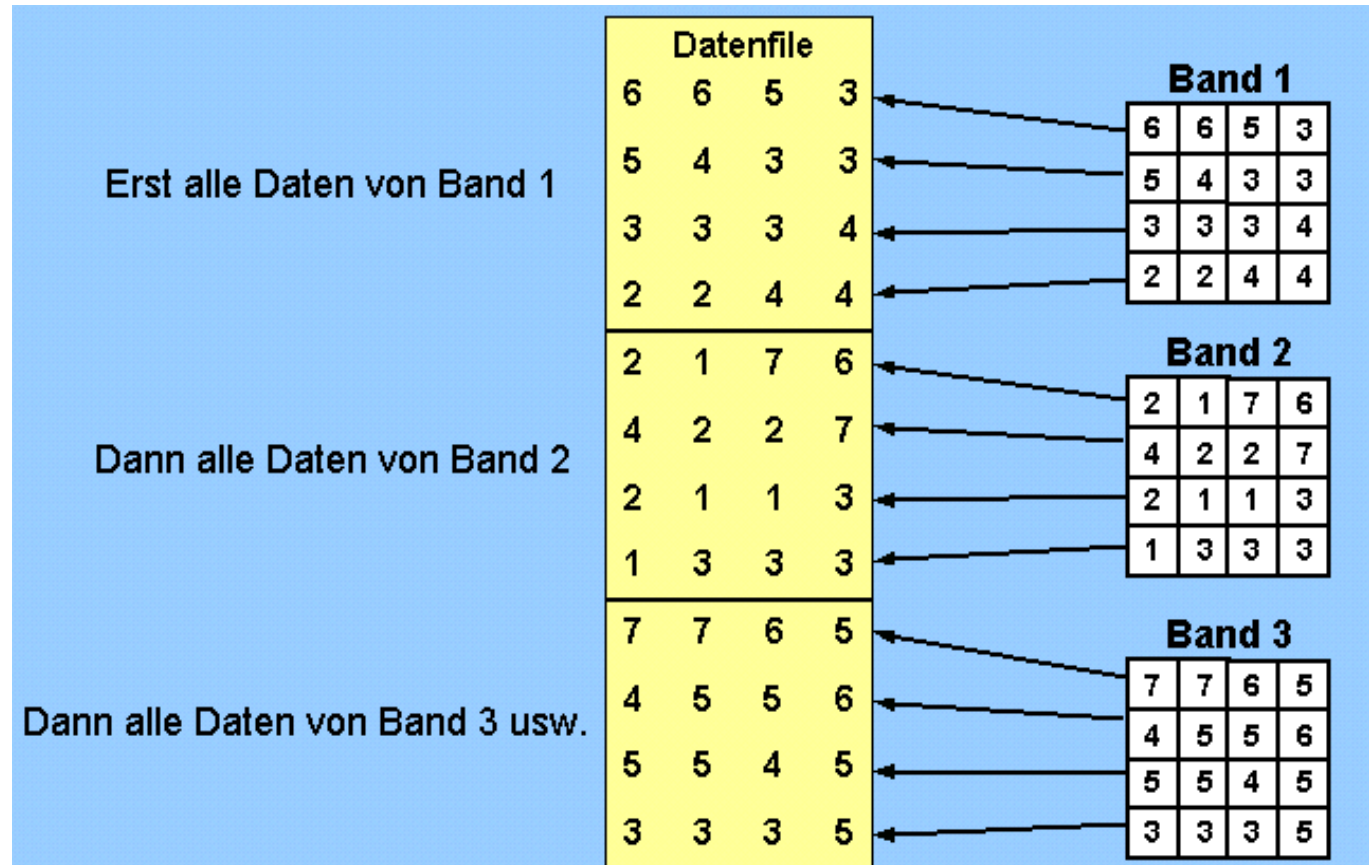 Datenfile
6 6 5 3
5 4 3 3
3 3 3 4
2 2 4 4
2 1 7 6
4 2 2 7
2 1 1 3
1 3 3 3
7 7 6 5
4 5 5 6
5 5 4 5
3 3 3 5
Erst alle Daten von Band 1
Dann alle Daten von Band 2
Dann alle Daten von Band 3 usw.
Band 1
6 6 5 3
5 4 3 3
3 3 3 4
2 2 4 4
Band 2
2 1 7 6
4 2 2 7
2 1 1 3
1 3 3 3
Band 3
7 7 6 5
4 5 5 6
5 5 4 5
3 3 3 5